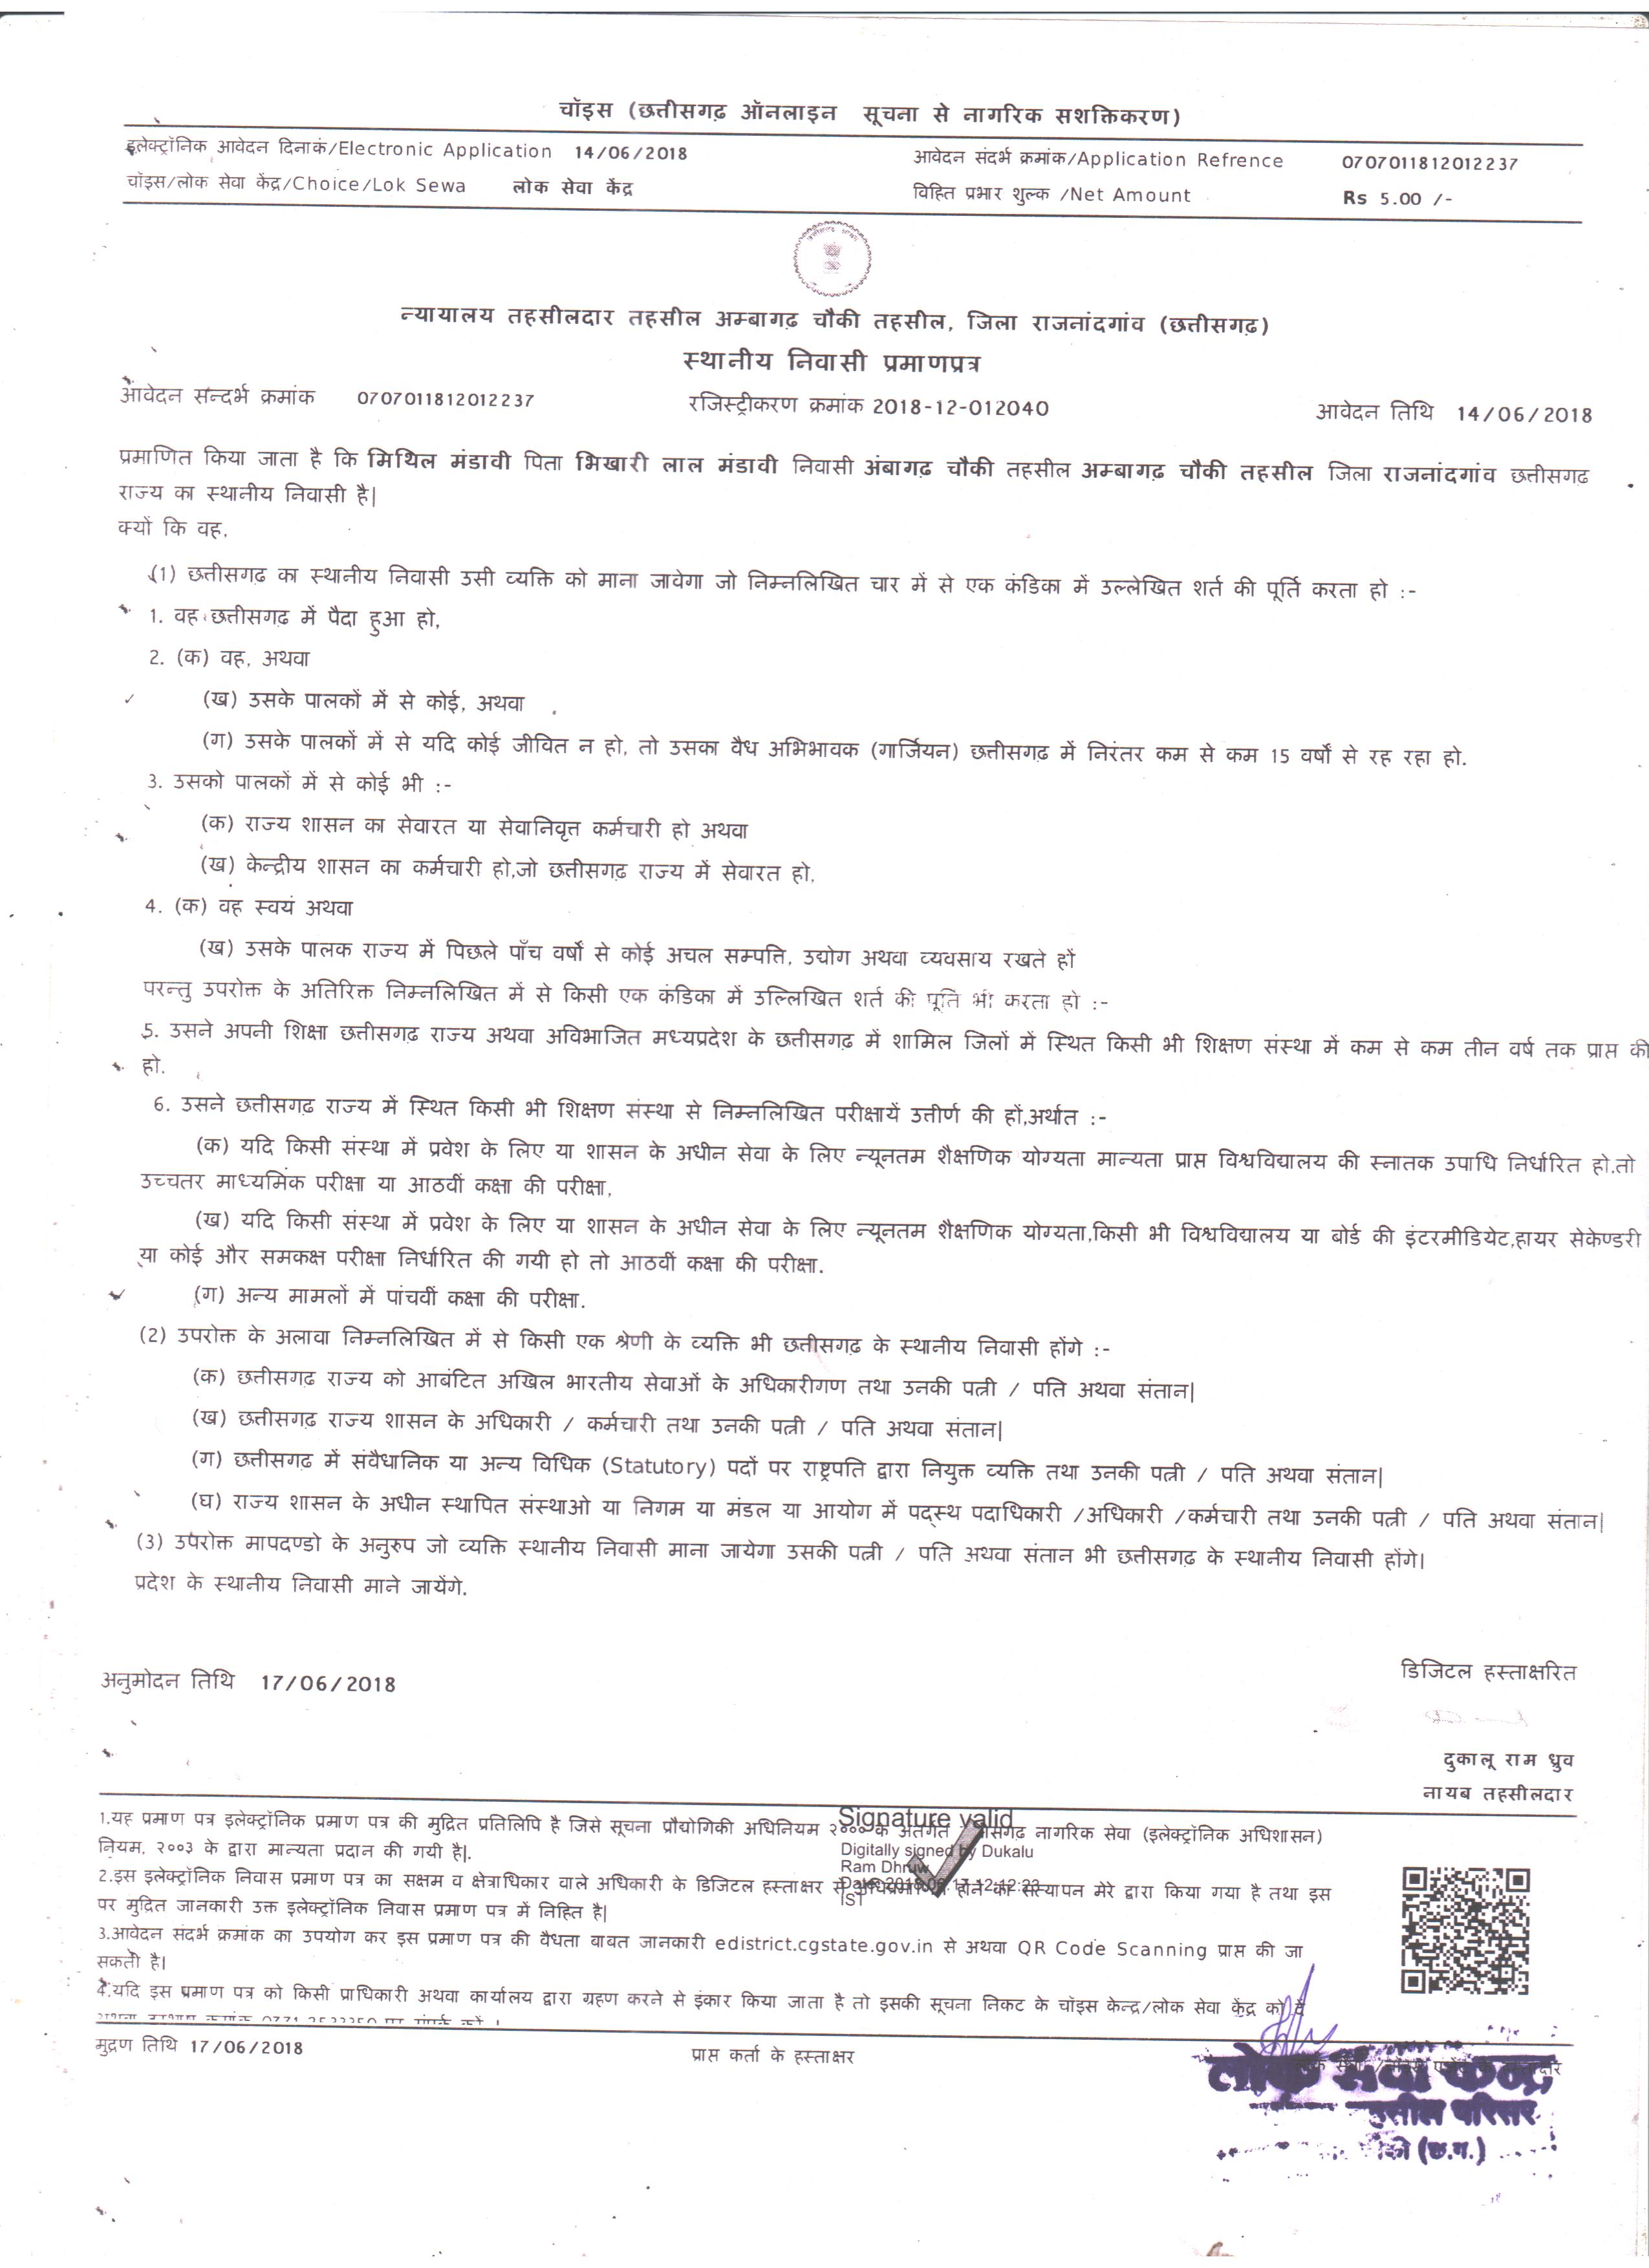 चॉइस (छत्तीसगढ़ ऑनलाइन सूचना से नागरिक सशक्तिकरण)
इलेक्ट्रॉनिक आवेदन दिनाकं/Electronic Application 14/06/2018 आवेदन संदर्भ क्रमांक/Application Refrence 0707011812012237
चॉइस/लोक सेवा केंद्र/Choice/Lok Sewa लोक सेवा केंद्र विहित प्रभार शुल्क /Net Amount Rs 5.00 /-
न्यायालय तहसीलदार तहसील अम्बागढ़ चौकी तहसील, जिला राजनांदगांव (छत्तीसगढ़)
स्थानीय निवासी प्रमाणपत्र
आवेदन सन्दर्भ क्रमांक 0707011812012237 रजिस्ट्रीकरण क्रमांक 2018-12-012040 आवेदन तिथि 14/06/2018
प्रमाणित किया जाता है कि मिथिल मंडावी पिता भिखारी लाल मंडावी निवासी अंबागढ़ चौकी तहसील अम्बागढ़ चौकी तहसील जिला राजनांदगांव छत्तीसगढ़
राज्य का स्थानीय निवासी है|
क्यों कि वह,
(1) छत्तीसगढ़ का स्थानीय निवासी उसी व्यक्ति को माना जावेगा जो निम्नलिखित चार में से एक कंडिका में उल्लेखित शर्त की पूर्ति करता हो :-
1. वह छत्तीसगढ़ में पैदा हुआ हो,
2. (क) वह, अथवा
(ख) उसके पालकों में से कोई, अथवा
(ग) उसके पालकों में से यदि कोई जीवित न हो, तो उसका वैध अभिभावक (गार्जियन) छत्तीसगढ़ में निरंतर कम से कम 15 वर्षों से रह रहा हो.
3. उसको पालकों में से कोई भी :-
(क) राज्य शासन का सेवारत या सेवानिवृत्त कर्मचारी हो अथवा
(ख) केन्द्रीय शासन का कर्मचारी हो,जो छत्तीसगढ़ राज्य में सेवारत हो,
4. (क) वह स्वयं अथवा
(ख) उसके पालक राज्य में पिछले पाँच वर्षों से कोई अचल सम्पत्ति, उद्योग अथवा व्यवसाय रखते हों
परन्तु उपरोक्त के अतिरिक्त निम्नलिखित में से किसी एक कंडिका में उल्लिखित शर्त की पूर्ति भी करता हो :-
5. उसने अपनी शिक्षा छत्तीसगढ़ राज्य अथवा अविभाजित मध्यप्रदेश के छत्तीसगढ़ में शामिल जिलों में स्थित किसी भी शिक्षण संस्था में कम से कम तीन वर्ष तक प्राप्त की
हो.
6. उसने छत्तीसगढ़ राज्य में स्थित किसी भी शिक्षण संस्था से निम्नलिखित परीक्षायें उत्तीर्ण की हों,अर्थात :-
(क) यदि किसी संस्था में प्रवेश के लिए या शासन के अधीन सेवा के लिए न्यूनतम शैक्षणिक योग्यता मान्यता प्राप्त विश्वविद्यालय की स्नातक उपाधि निर्धारित हो,तो
उच्चतर माध्यमिक परीक्षा या आठवीं कक्षा की परीक्षा,
(ख) यदि किसी संस्था में प्रवेश के लिए या शासन के अधीन सेवा के लिए न्यूनतम शैक्षणिक योग्यता,किसी भी विश्वविद्यालय या बोर्ड की इंटरमीडियेट,हायर सेकेण्डरी
या कोई और समकक्ष परीक्षा निर्धारित की गयी हो तो आठवीं कक्षा की परीक्षा.
(ग) अन्य मामलों में पांचवीं कक्षा की परीक्षा.
(2) उपरोक्त के अलावा निम्नलिखित में से किसी एक श्रेणी के व्यक्ति भी छत्तीसगढ़ के स्थानीय निवासी होंगे :-
(क) छत्तीसगढ़ राज्य को आबंटित अखिल भारतीय सेवाओं के अधिकारीगण तथा उनकी पत्नी / पति अथवा संतान|
(ख) छत्तीसगढ़ राज्य शासन के अधिकारी / कर्मचारी तथा उनकी पत्नी / पति अथवा संतान|
(ग) छत्तीसगढ़ में संवैधानिक या अन्य विधिक (Statutory) पदों पर राष्ट्रपति द्वारा नियुक्त व्यक्ति तथा उनकी पत्नी / पति अथवा संतान|
(घ) राज्य शासन के अधीन स्थापित संस्थाओ या निगम या मंडल या आयोग में पद्स्थ पदाधिकारी /अधिकारी /कर्मचारी तथा उनकी पत्नी / पति अथवा संतान|
(3) उपरोक्त मापदण्डो के अनुरुप जो व्यक्ति स्थानीय निवासी माना जायेगा उसकी पत्नी / पति अथवा संतान भी छत्तीसगढ़ के स्थानीय निवासी होंगे।
प्रदेश के स्थानीय निवासी माने जायेंगे.
अनुमोदन तिथि 17/06/2018 डिजिटल हस्ताक्षरित
दुकालू राम ध्रुव
नायब तहसीलदार
1.यह प्रमाण पत्र इलेक्ट्रॉनिक प्रमाण पत्र की मुद्रित प्रतिलिपि है जिसे सूचना प्रौद्योगिकी अधिनियम नागरिक सेवा (इलेक्ट्रॉनिक अधिशासन)
नियम, २००३ के द्वारा मान्यता प्रदान की गयी है|.
Signature valid
Digitally signed by Dukalu
Ram Dhruw
IST
2.इस इलेक्ट्रॉनिक निवास प्रमाण पत्र का सक्षम व क्षेत्राधिकार वाले अधिकारी के डिजिटल हस्ताक्षर से होने का सत्यापन मेरे द्वारा किया गया है तथा इस
पर मुद्रित जानकारी उक्त इलेक्ट्रॉनिक निवास प्रमाण पत्र में निहित है|
3.आवेदन संदर्भ क्रमांक का उपयोग कर इस प्रमाण पत्र की वैधता बाबत जानकारी edistrict.cgstate.gov.in से अथवा QR Code Scanning प्राप्त की जा
सकती है।
4.यदि इस प्रमाण पत्र को किसी प्राधिकारी अथवा कार्यालय द्वारा ग्रहण करने से इंकार किया जाता है तो इसकी सूचना निकट के चॉइस केन्द्र/लोक सेवा केंद्र को दें
मुद्रण तिथि 17/06/2018 प्राप्त कर्ता के हस्ताक्षर
लोक सेवा केन्द्र
परिसर
(छ.ग.)